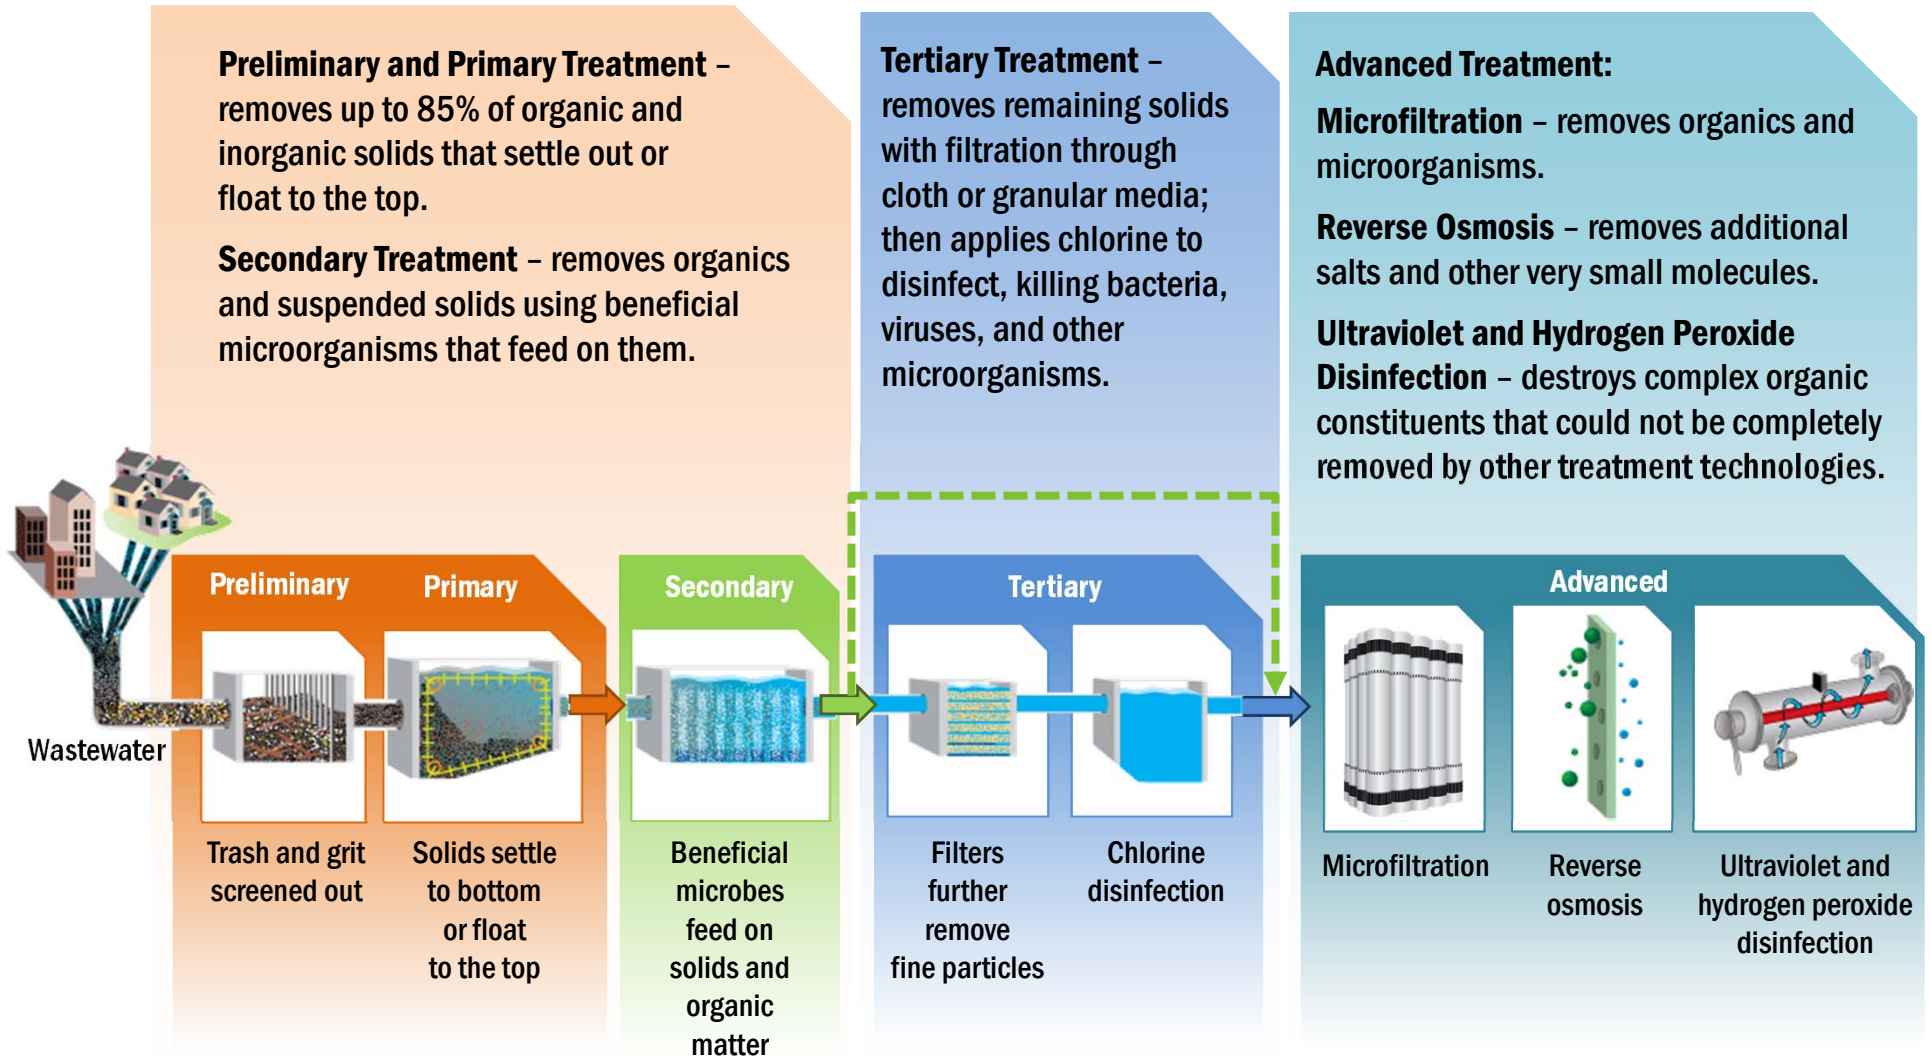 Preliminary and Primary Treatment –
removes up to 85% of organic and
inorganic solids that settle out or
float to the top.
Secondary Treatment – removes organics
and suspended solids using beneficial
microorganisms that feed on them.
Tertiary Treatment –
removes remaining solids
with filtration through
cloth or granular media;
then applies chlorine to
disinfect, killing bacteria,
viruses, and other
microorganisms.
Advanced Treatment:
Microfiltration – removes organics and
microorganisms.
Reverse Osmosis – removes additional
salts and other very small molecules.
Ultraviolet and Hydrogen Peroxide
Disinfection – destroys complex organic
constituents that could not be completely
removed by other treatment technologies.
Wastewater
Preliminary
Primary
Secondary
Tertiary
Advanced
Trash and grit
screened out
Solids settle
to bottom
or float
to the top
Beneficial
microbes
feed on
solids and
organic
matter
Filters
further
remove
fine particles
Chlorine
disinfection
Microfiltration
Reverse
osmosis
Ultraviolet and
hydrogen peroxide
disinfection